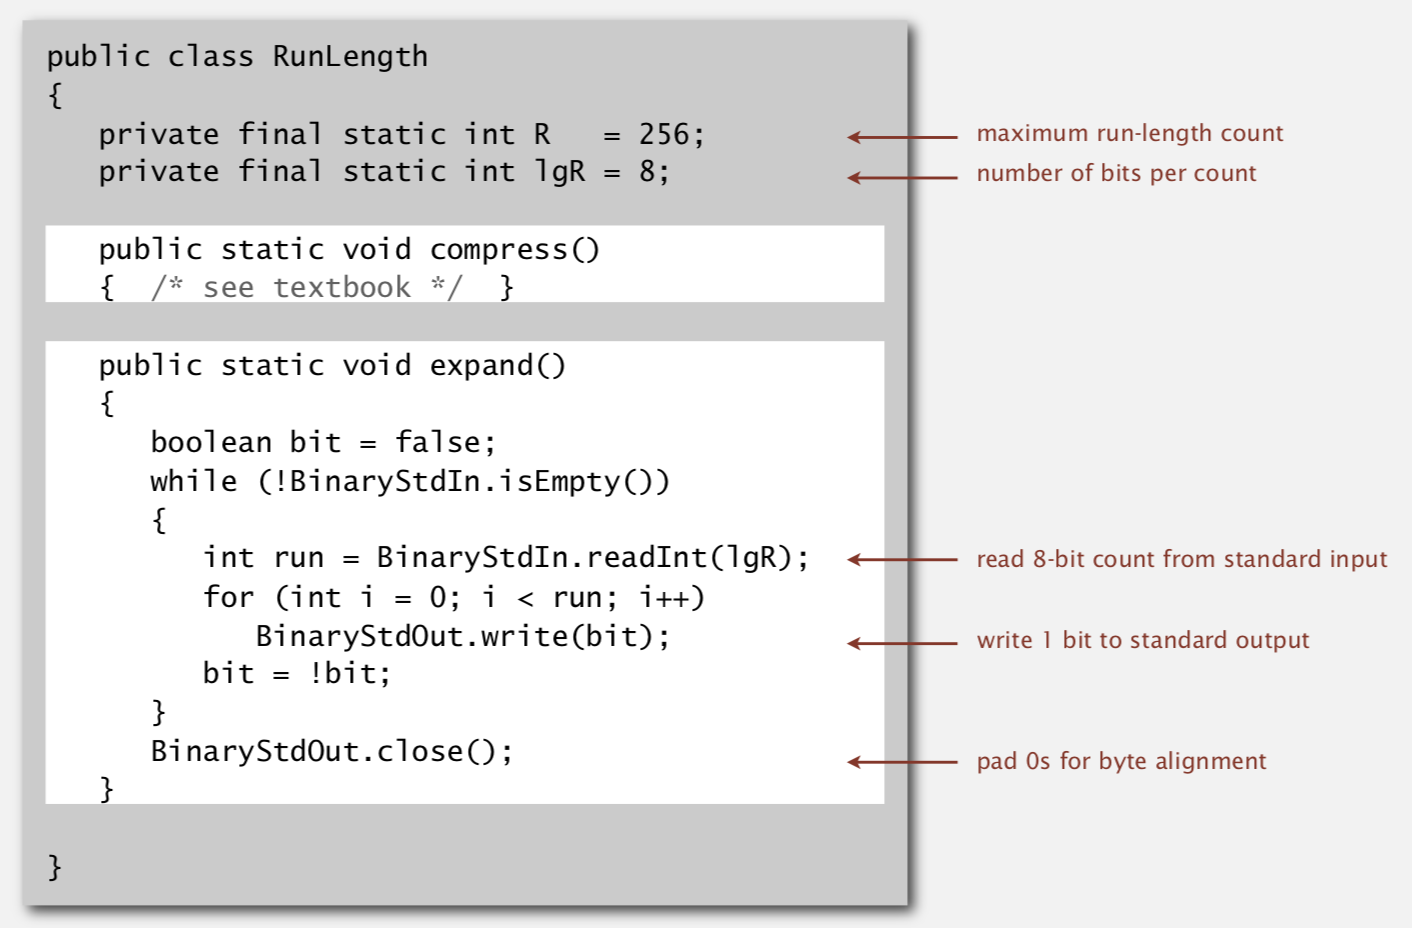 public class RunLength
{
   private final static int R   = 256;
maximum run-length count
   private final static int lgR = 8;
number of bits per count
   public static void compress()
   {  /* see textbook */  }
   public static void expand()
   {
      boolean bit = false;
      while (!BinaryStdIn.isEmpty())
      {
         int run = BinaryStdIn.readInt(lgR);
read 8-bit count from standard input
         for (int i = 0; i < run; i++)
            BinaryStdOut.write(bit);
write 1 bit to standard output
         bit = !bit;
      }
      BinaryStdOut.close();
pad 0s for byte alignment
   }
}